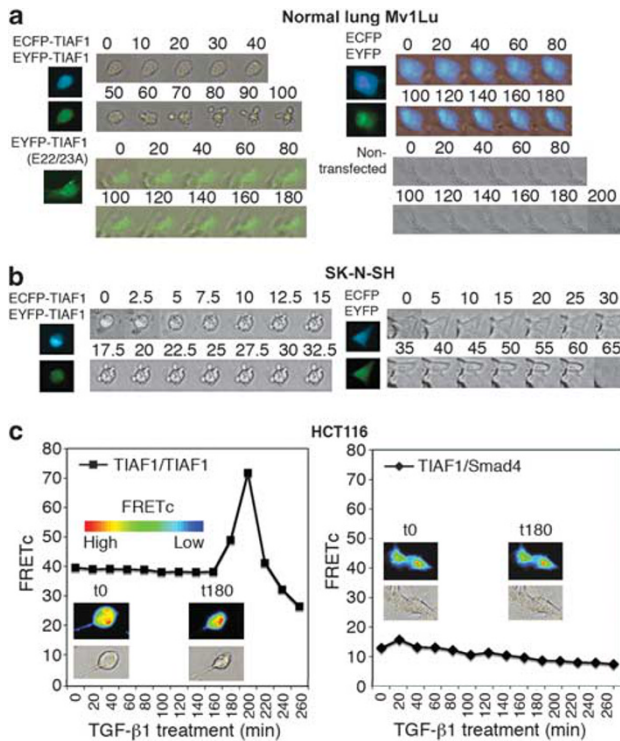 a
Normal lung Mv1Lu
ECFP-TIAF1
EYFP-TIAF1
0 10 20 30 40
50 60 70 80 90 100
EYFP-TIAF1
(E22/23A)
0 20 40 60 80
100 120 140 160 180
ECFP
EYFP
0 20 40 60 80
100 120 140 160 180
Non-
transfected
0 20 40 60 80
100 120 140 160 180 200
b
SK-N-SH
ECFP-TIAF1
EYFP-TIAF1
0 2.5 5 7.5 10 12.5 15
17.5 20 22.5 25 27.5 30 32.5
ECFP
EYFP
0 5 10 15 20 25 30
35 40 45 50 55 60 65
c
HCT116
80
70
60
50
40
30
20
10
0
FRETc
TIAF1/TIAF1
FRETc
High Low
t0 t180
0 20 40 60 80 100 120 140 160 180 200 220 240 260
TGF-β1 treatment (min)
80
70
60
50
40
30
20
10
0
FRETc
TIAF1/Smad4
t0 t180
0 20 40 60 80 100 120 140 160 180 200 220 240 260
TGF-β1 treatment (min)